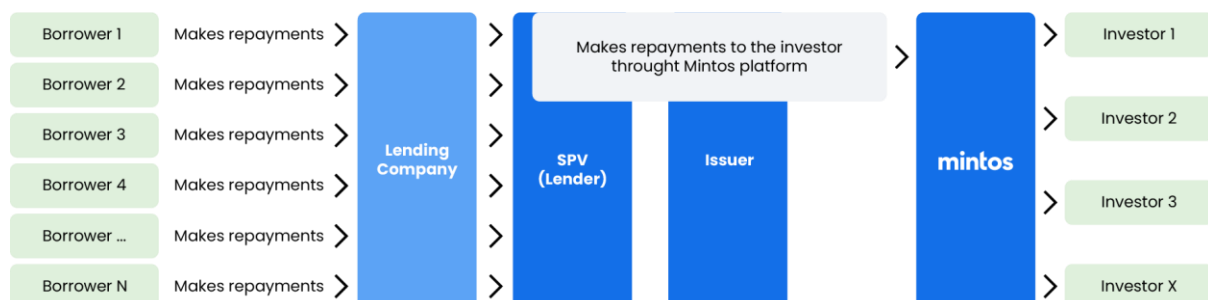 Borrower 1 Makes repayments
Borrower 2 Makes repayments
Borrower 3 Makes repayments
Borrower 4 Makes repayments
Borrower ... Makes repayments
Borrower N Makes repayments
Lending
Company
SPV
(Lender)
Issuer
Makes repayments to the investor
throught Mintos platform
mintos
Investor 1
Investor 2
Investor 3
Investor X